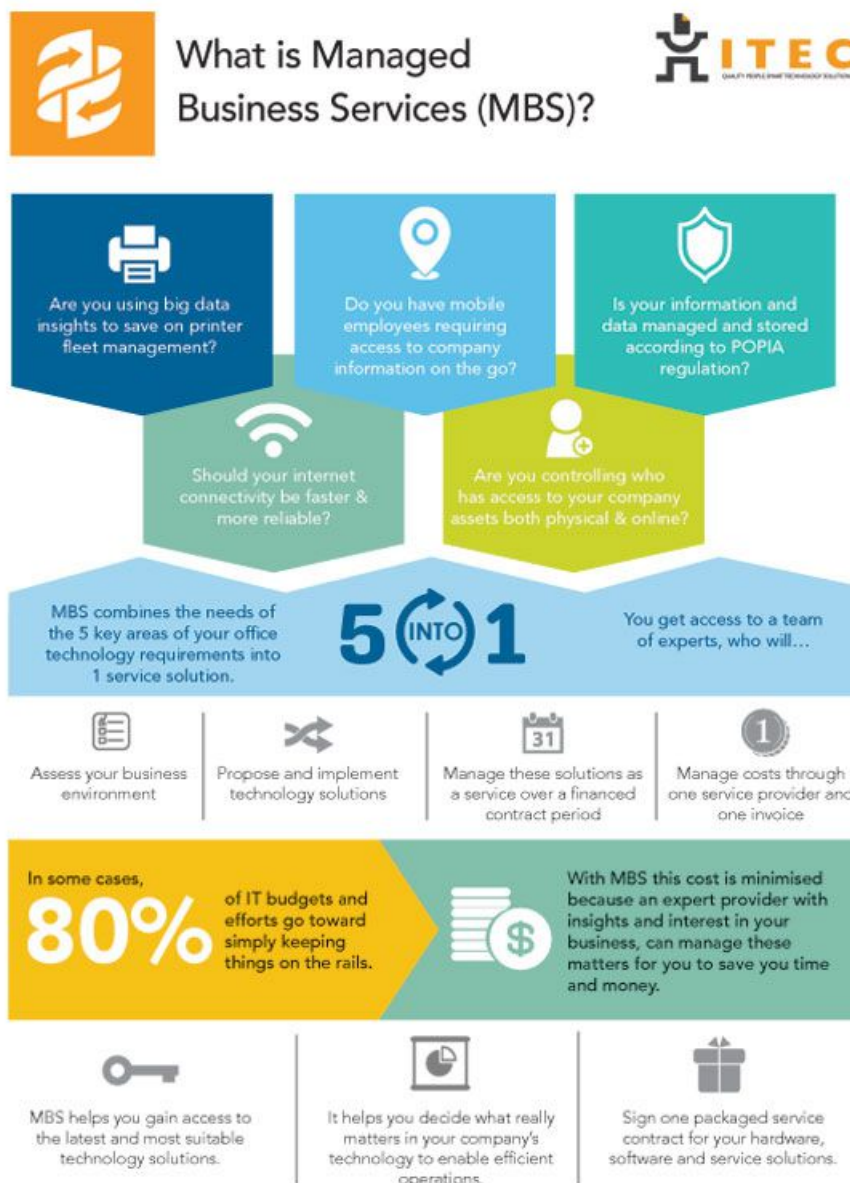 What is Managed
Business Services (MBS)?
ITEC
QUALITY PEOPLE SMART TECHNOLOGY SOLUTION
Are you using big data
insights to save on printer
fleet management?
Do you have mobile
employees requiring
access to company
information on the go?
Is your information and
data managed and stored
according to POPIA
regulation?
Should your internet
connectivity be faster &
more reliable?
Are you controlling who
has access to your company
assets both physical & online?
MBS combines the needs of
the 5 key areas of your office
technology requirements into
1 service solution.
5 INTO 1
You get access to a team
of experts, who will...
Assess your business
environment
Propose and implement
technology solutions
31
Manage these solutions as
a service over a financed
contract period
1
Manage costs through
one service provider and
one invoice
In some cases,
80%
of IT budgets and
efforts go toward
simply keeping
things on the rails.
$
With MBS this cost is minimised
because an expert provider with
insights and interest in your
business, can manage these
matters for you to save you time
and money.
MBS helps you gain access to
the latest and most suitable
technology solutions.
It helps you decide what really
matters in your company's
technology to enable efficient
operations.
Sign one packaged service
contract for your hardware,
software and service solutions.